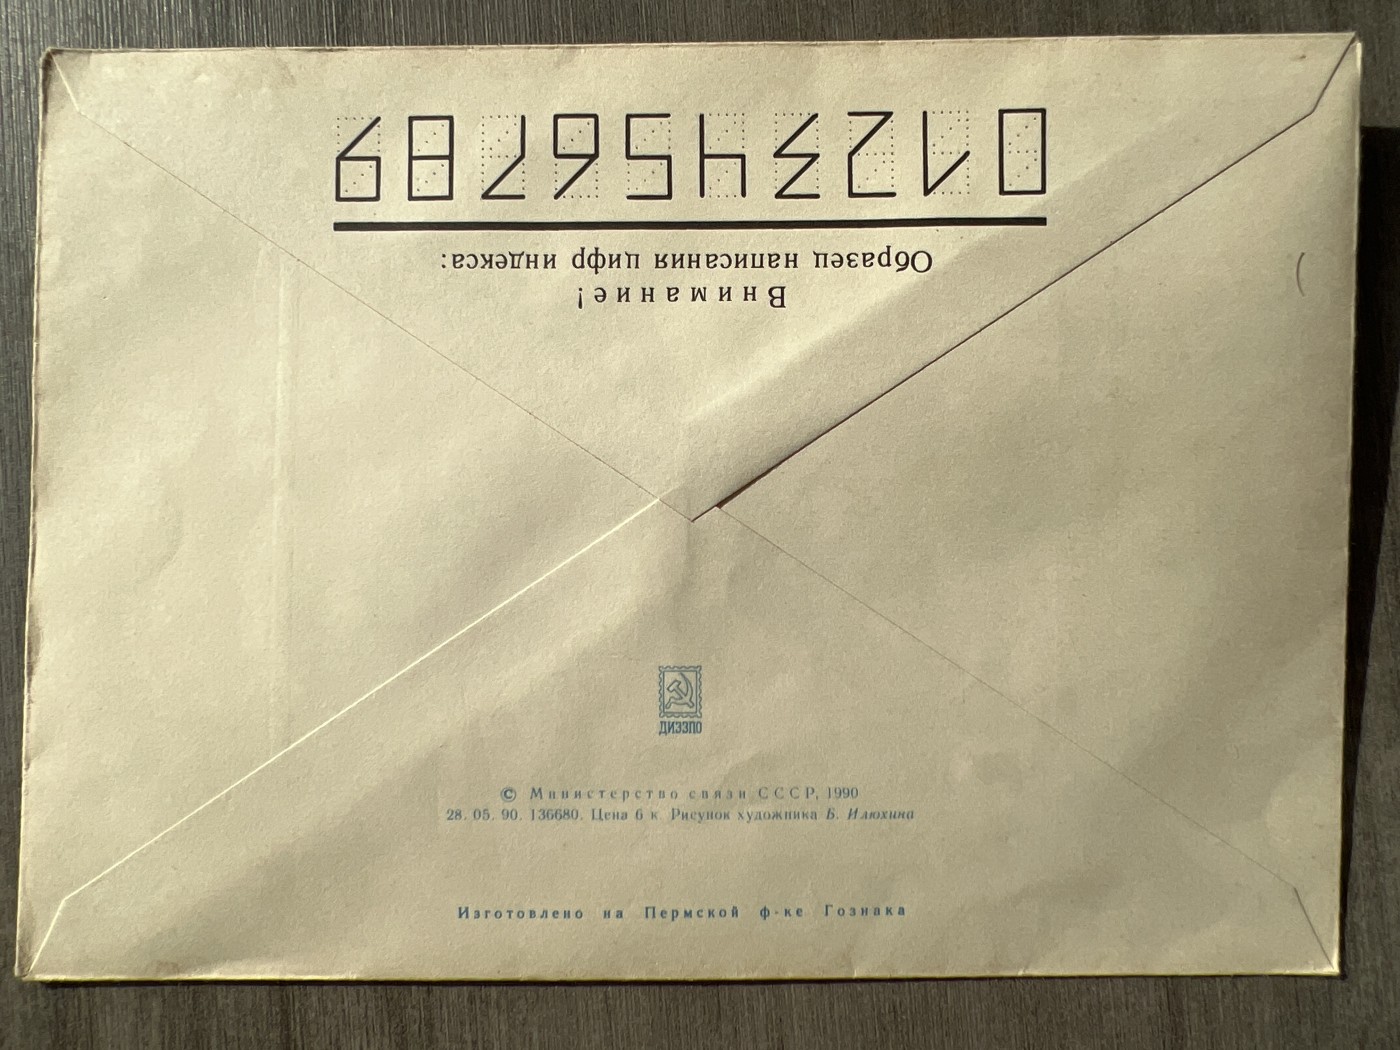 Внимание!
Образец написания цифр индекса:
0123456789
ДИЭЗПО
© Министерство связи СССР, 1990
28. 05. 90. 136680. Цена 6 к. Рисунок художника Б. Илюхина
Изготовлено на Пермской ф-ке Гознака